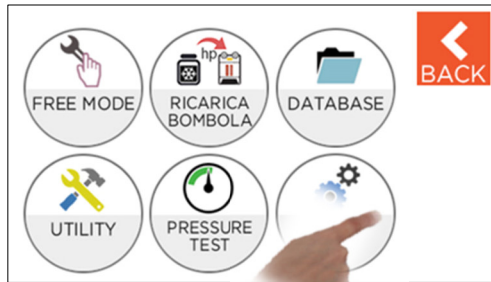 hp
FREE MODE
RICARICA
BOMBOLA
DATABASE
BACK
UTILITY
PRESSURE
TEST